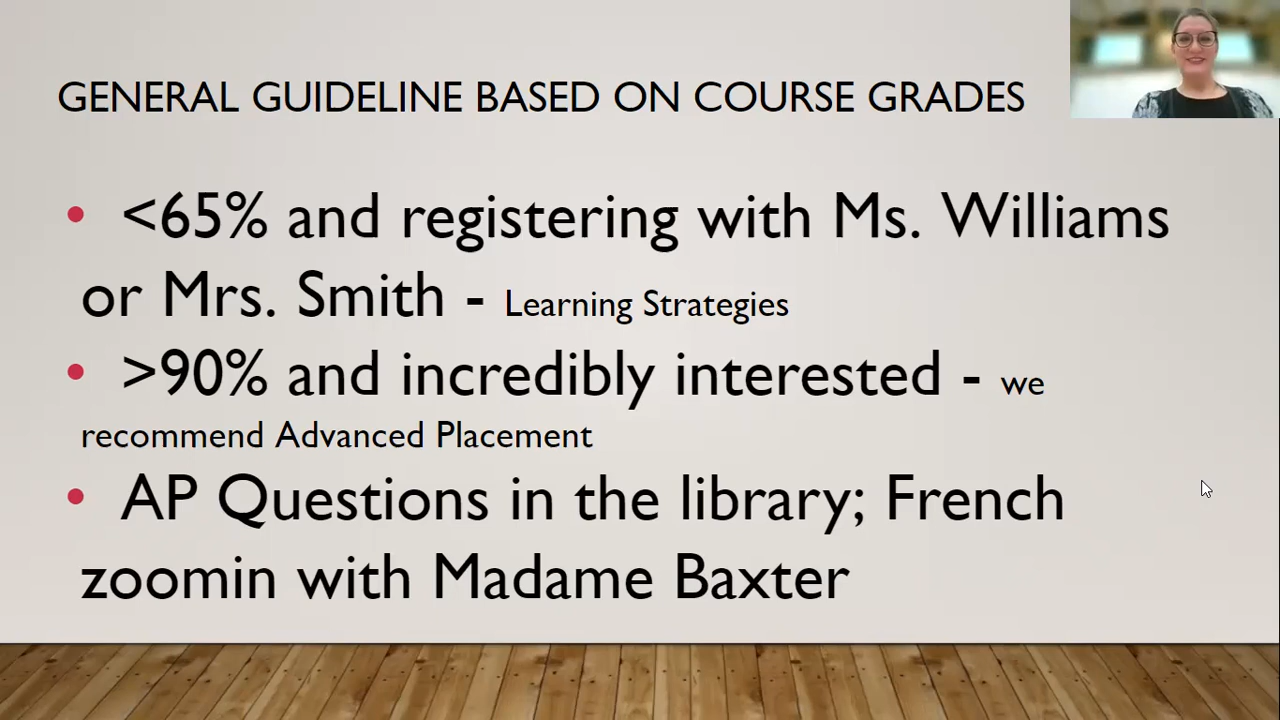 GENERAL GUIDELINE BASED ON COURSE GRADES
• <65% and registering with Ms. Williams
or Mrs. Smith - Learning Strategies
• >90% and incredibly interested - we
recommend Advanced Placement
• AP Questions in the library; French
zoomin with Madame Baxter